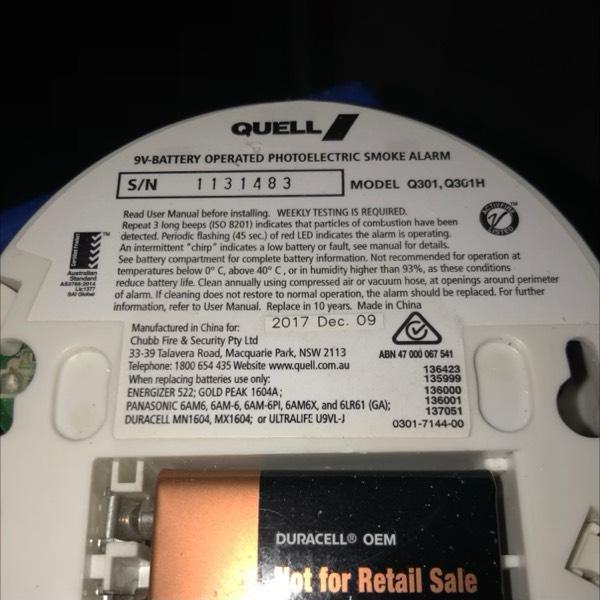 QUELL
9V-BATTERY OPERATED PHOTOELECTRIC SMOKE ALARM
S/N 1131483 MODEL Q301, Q301H
Read User Manual before installing. WEEKLY TESTING IS REQUIRED.
Repeat 3 long beeps (ISO 8201) indicates that particles of combustion have been
detected. Periodic flashing (45 sec.) of red LED indicates the alarm is operating.
An intermittent "chirp" indicates a low battery or fault, see manual for details.
See battery compartment for complete battery information. Not recommended for operation at
temperatures below 0° C, above 40° C, or in humidity higher than 93%, as these conditions
reduce battery life. Clean annually using compressed air or vacuum hose, at openings around perimeter
of alarm. If cleaning does not restore to normal operation, the alarm should be replaced. For further
information, refer to User Manual. Replace in 10 years. Made in China
TM
Australian
Standard
AS3786-2014
Lic1377
SAI Global
ACTIVFIRE
LISTED
Manufactured in China for: 2017 Dec. 09
Chubb Fire & Security Pty Ltd
33-39 Talavera Road, Macquarie Park, NSW 2113
Telephone: 1800 654 435 Website www.quell.com.au
When replacing batteries use only:
ENERGIZER 522; GOLD PEAK 1604A;
PANASONIC 6AM6, 6AM-6, 6AM-6PI, 6AM6X, and 6LR61 (GA);
DURACELL MN1604, MX1604; or ULTRALIFE U9VL-J
ABN 47 000 067 541
136423
135999
136000
136001
137051
0301-7144-00
DURACELL® OEM
Not for Retail Sale